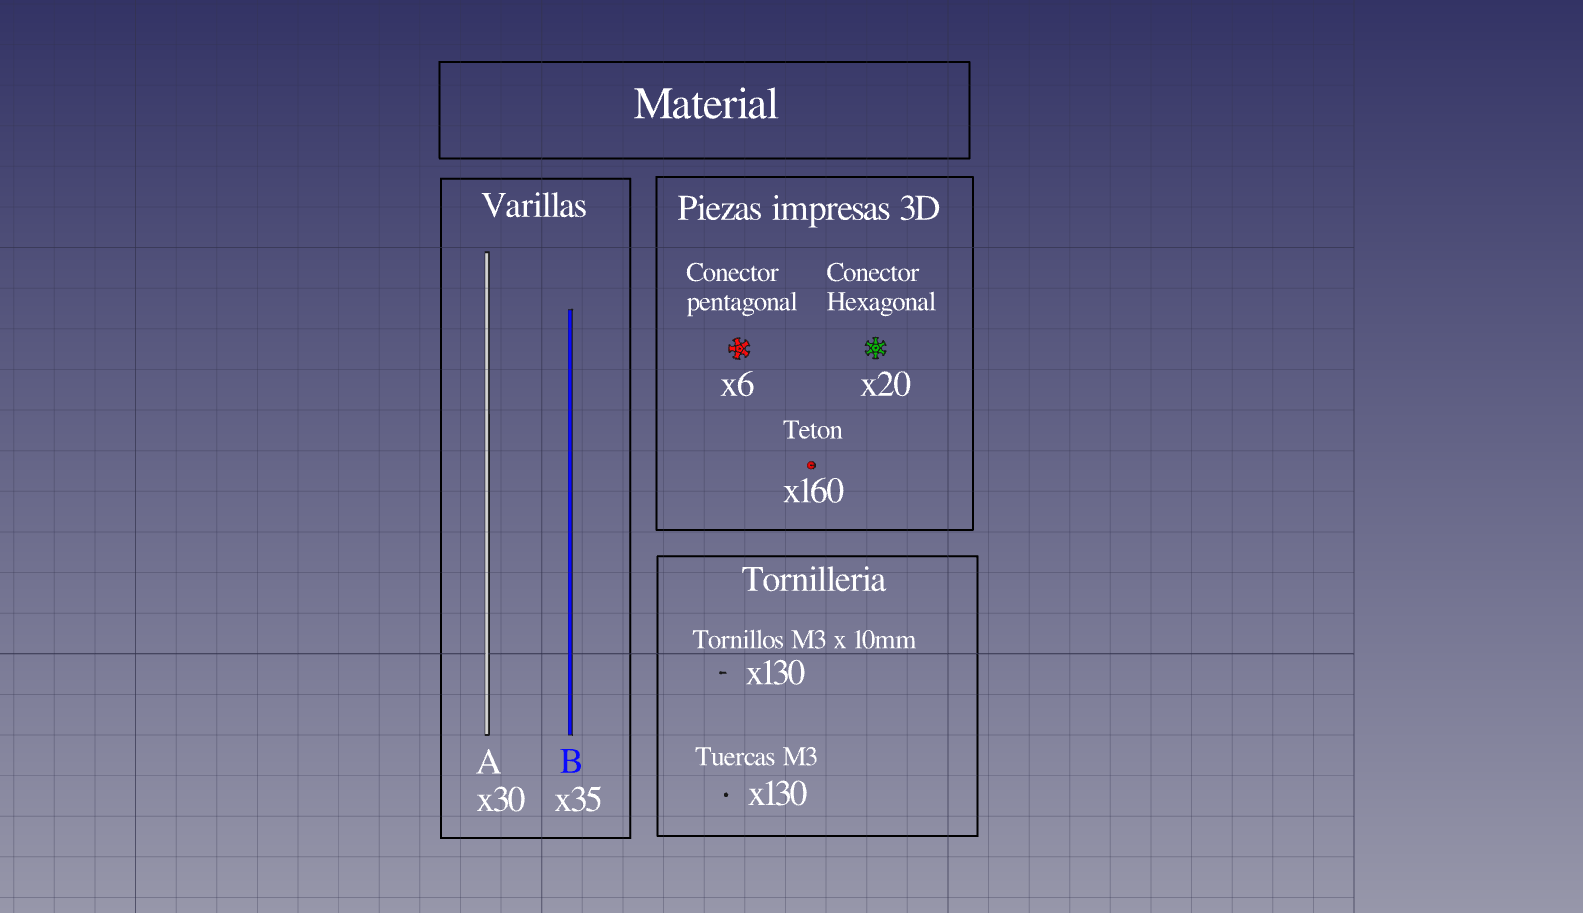 Material
Varillas
A
B
x30
x35
Piezas impresas 3D
Conector
pentagonal
Conector
Hexagonal
x6
x20
Teton
x160
Tornilleria
Tornillos M3 x 10mm
x130
Tuercas M3
x130